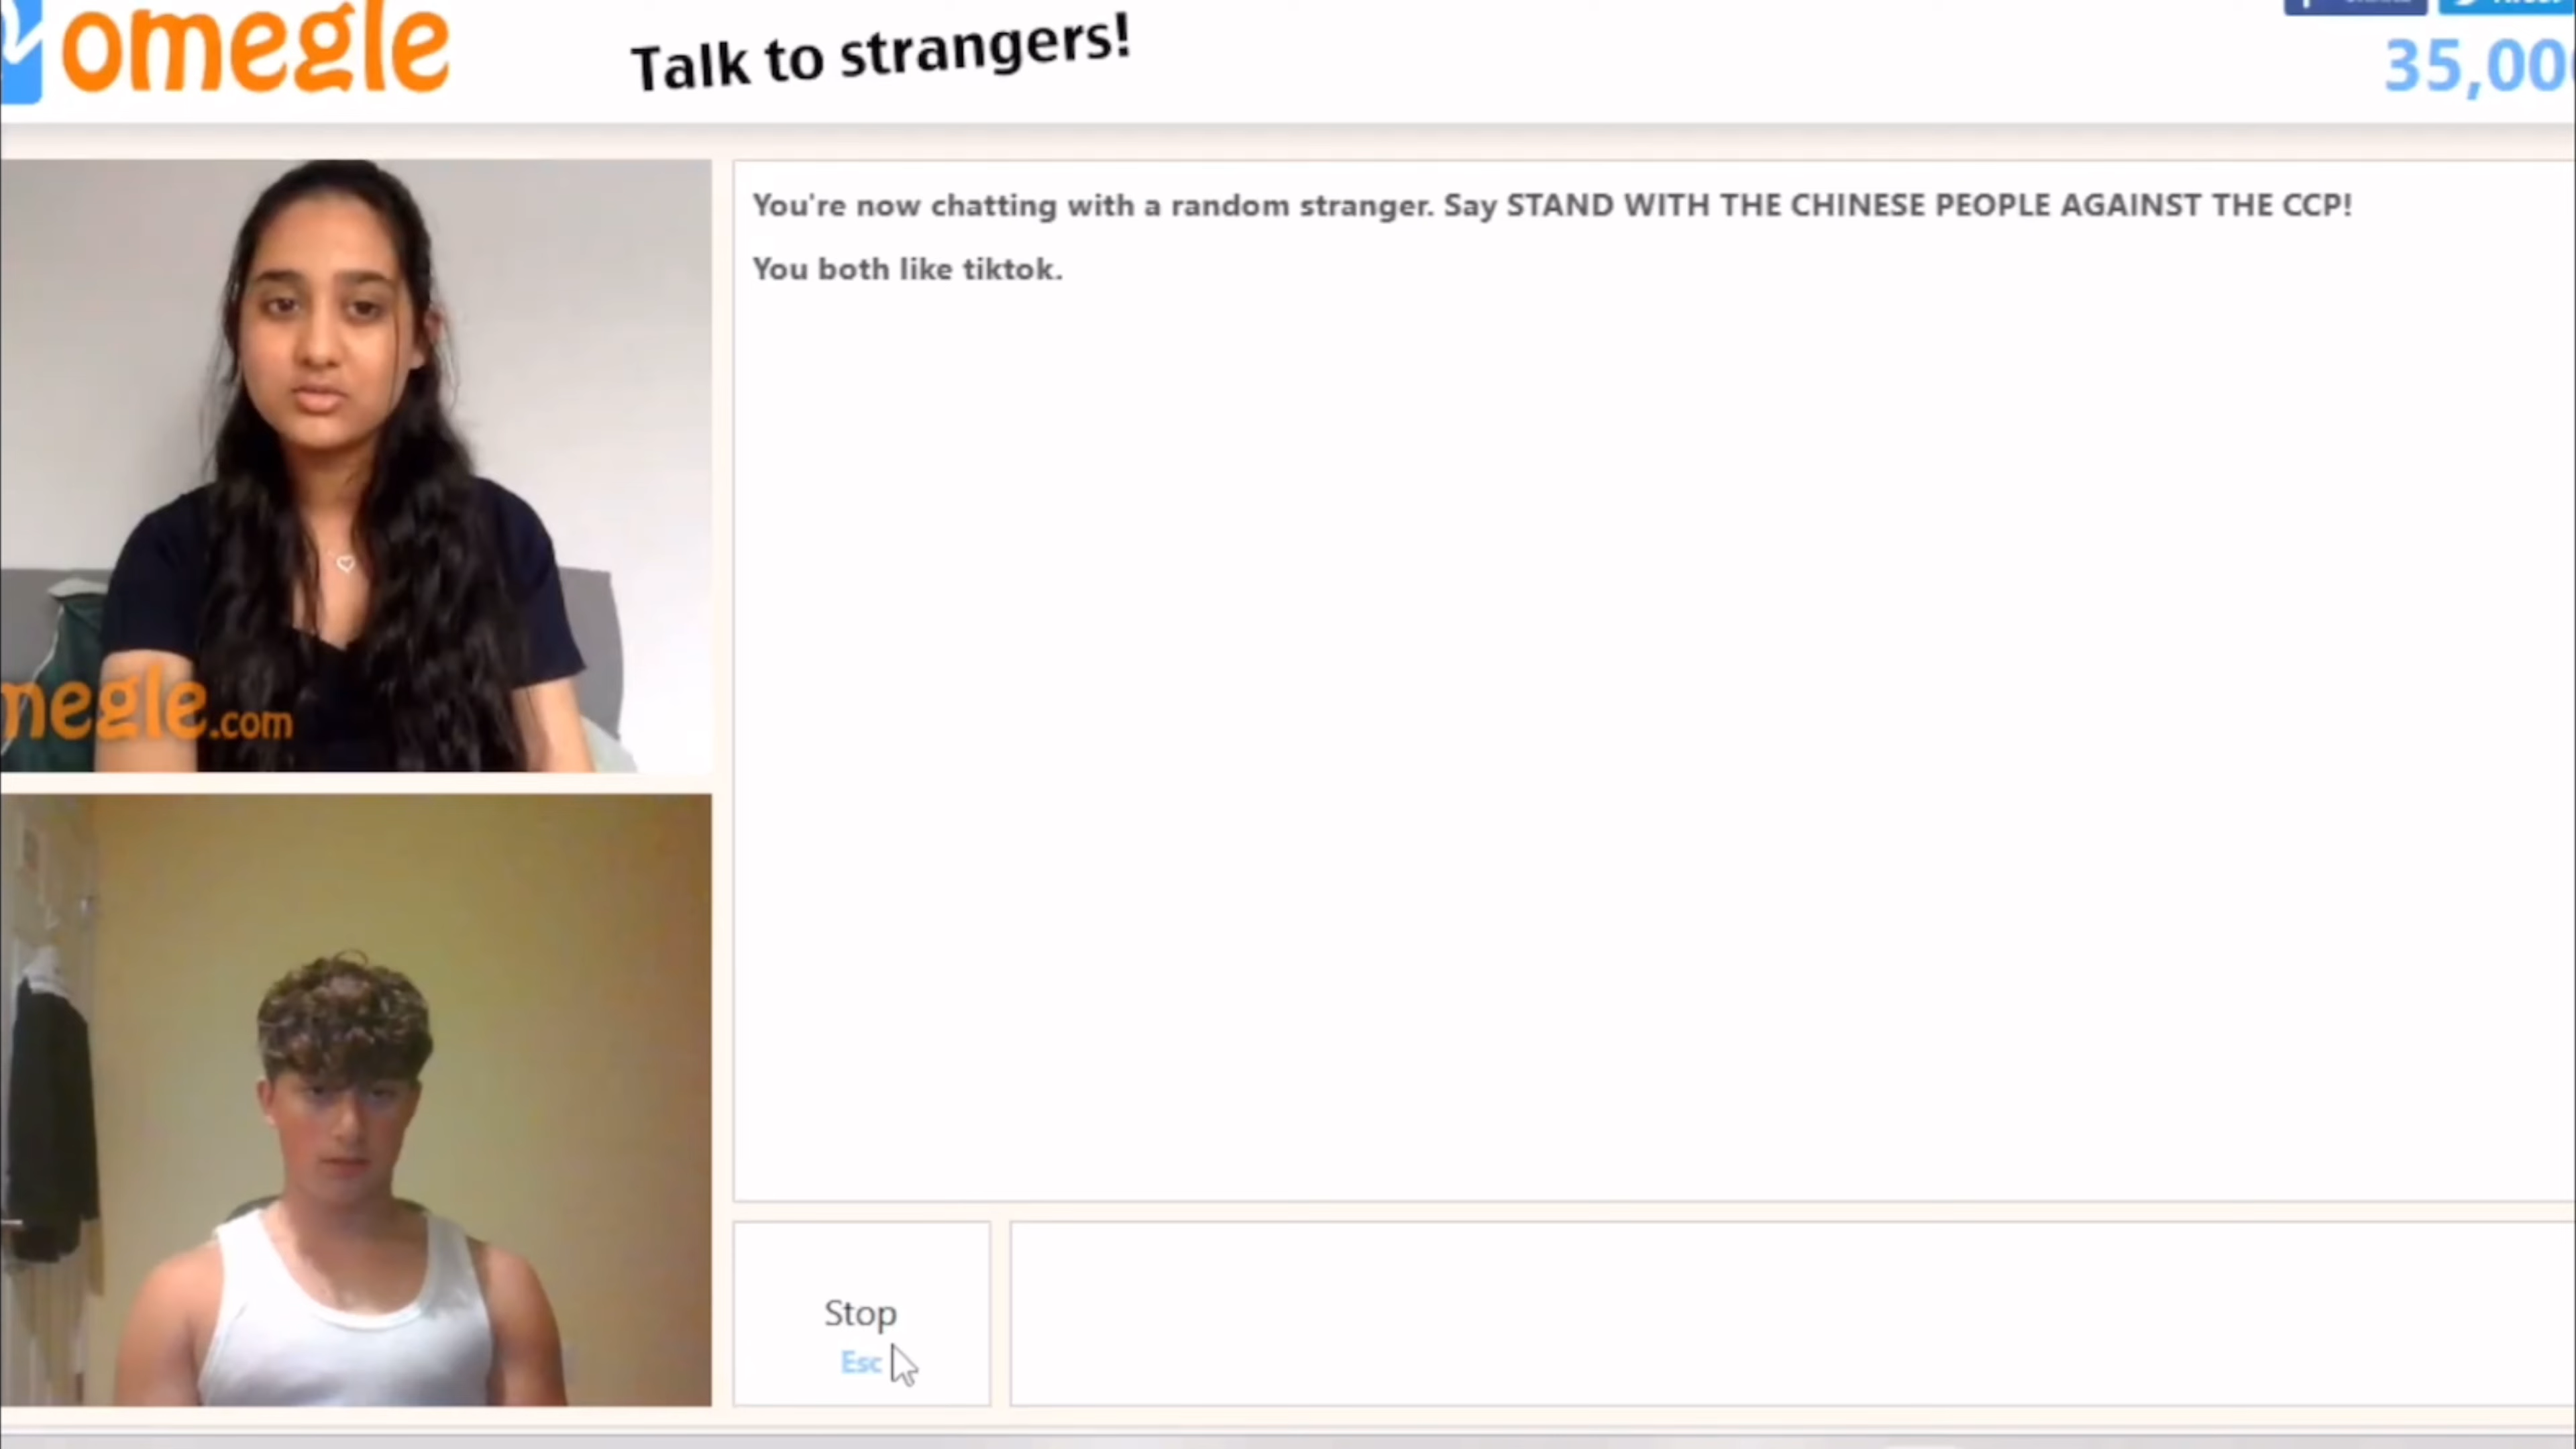 omegle
Talk to strangers!
35,00
You're now chatting with a random stranger. Say STAND WITH THE CHINESE PEOPLE AGAINST THE CCP!
You both like tiktok.
megle.com
Stop
Esc